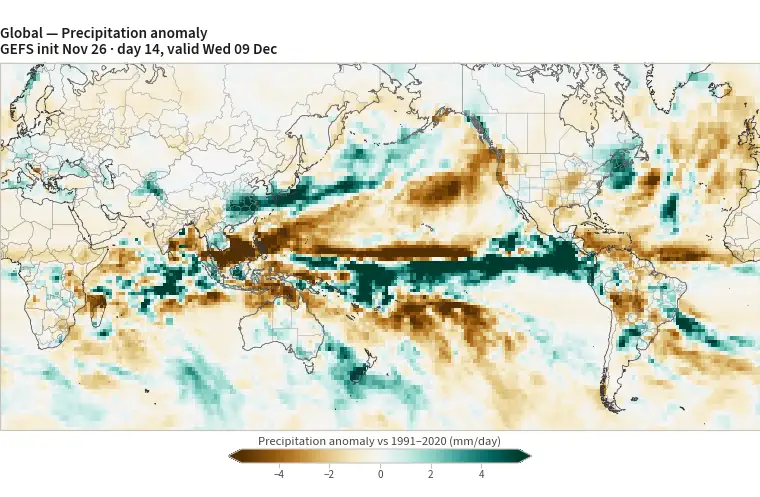 Global — Precipitation anomaly
GEFS init Nov 26 · day 14, valid Wed 09 Dec
Precipitation anomaly vs 1991–2020 (mm/day)
−4 −2 0 2 4